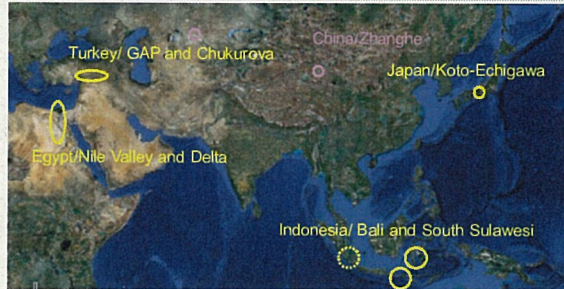 Turkey/ GAP and Chukurova
China/Zhanghe
Japan/Koto-Echigawa
Egypt/Nile Valley and Delta
Indonesia/ Bali and South Sulawesi